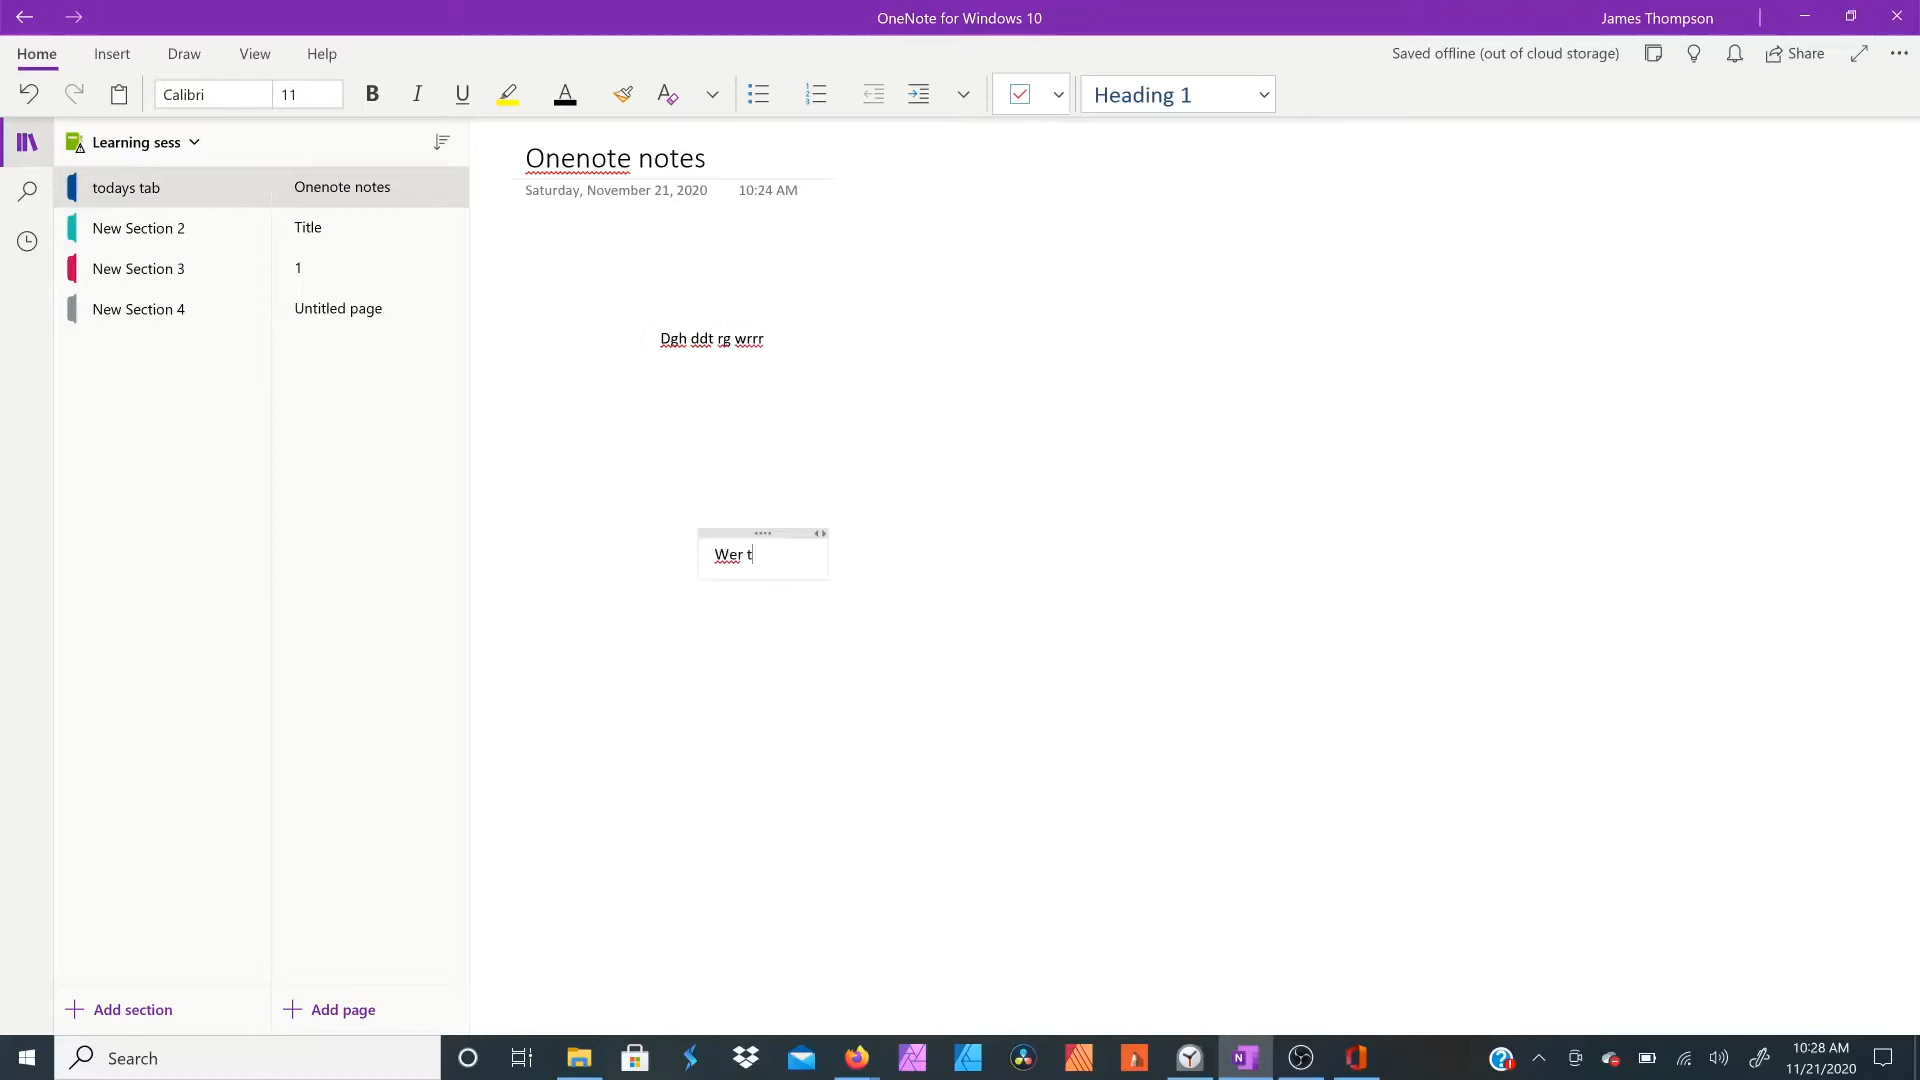 OneNote for Windows 10
James Thompson
Home Insert Draw View Help
Saved offline (out of cloud storage)
Share
Calibri 11
Heading 1
Learning sess
todays tab
New Section 2
New Section 3
New Section 4
Onenote notes
Title
1
Untitled page
Onenote notes
Saturday, November 21, 2020 10:24 AM
Dgh ddt rg wrrr
Wer t
Add section
Add page
Search
10:28 AM
11/21/2020